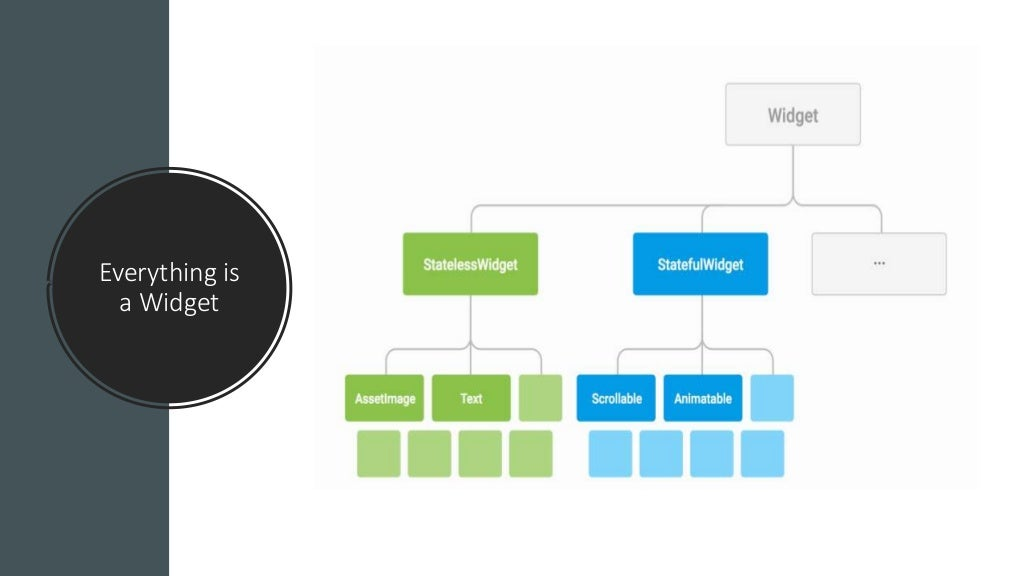 Everything is
a Widget
Widget
StatelessWidget
StatefulWidget
...
AssetImage
Text
Scrollable
Animatable